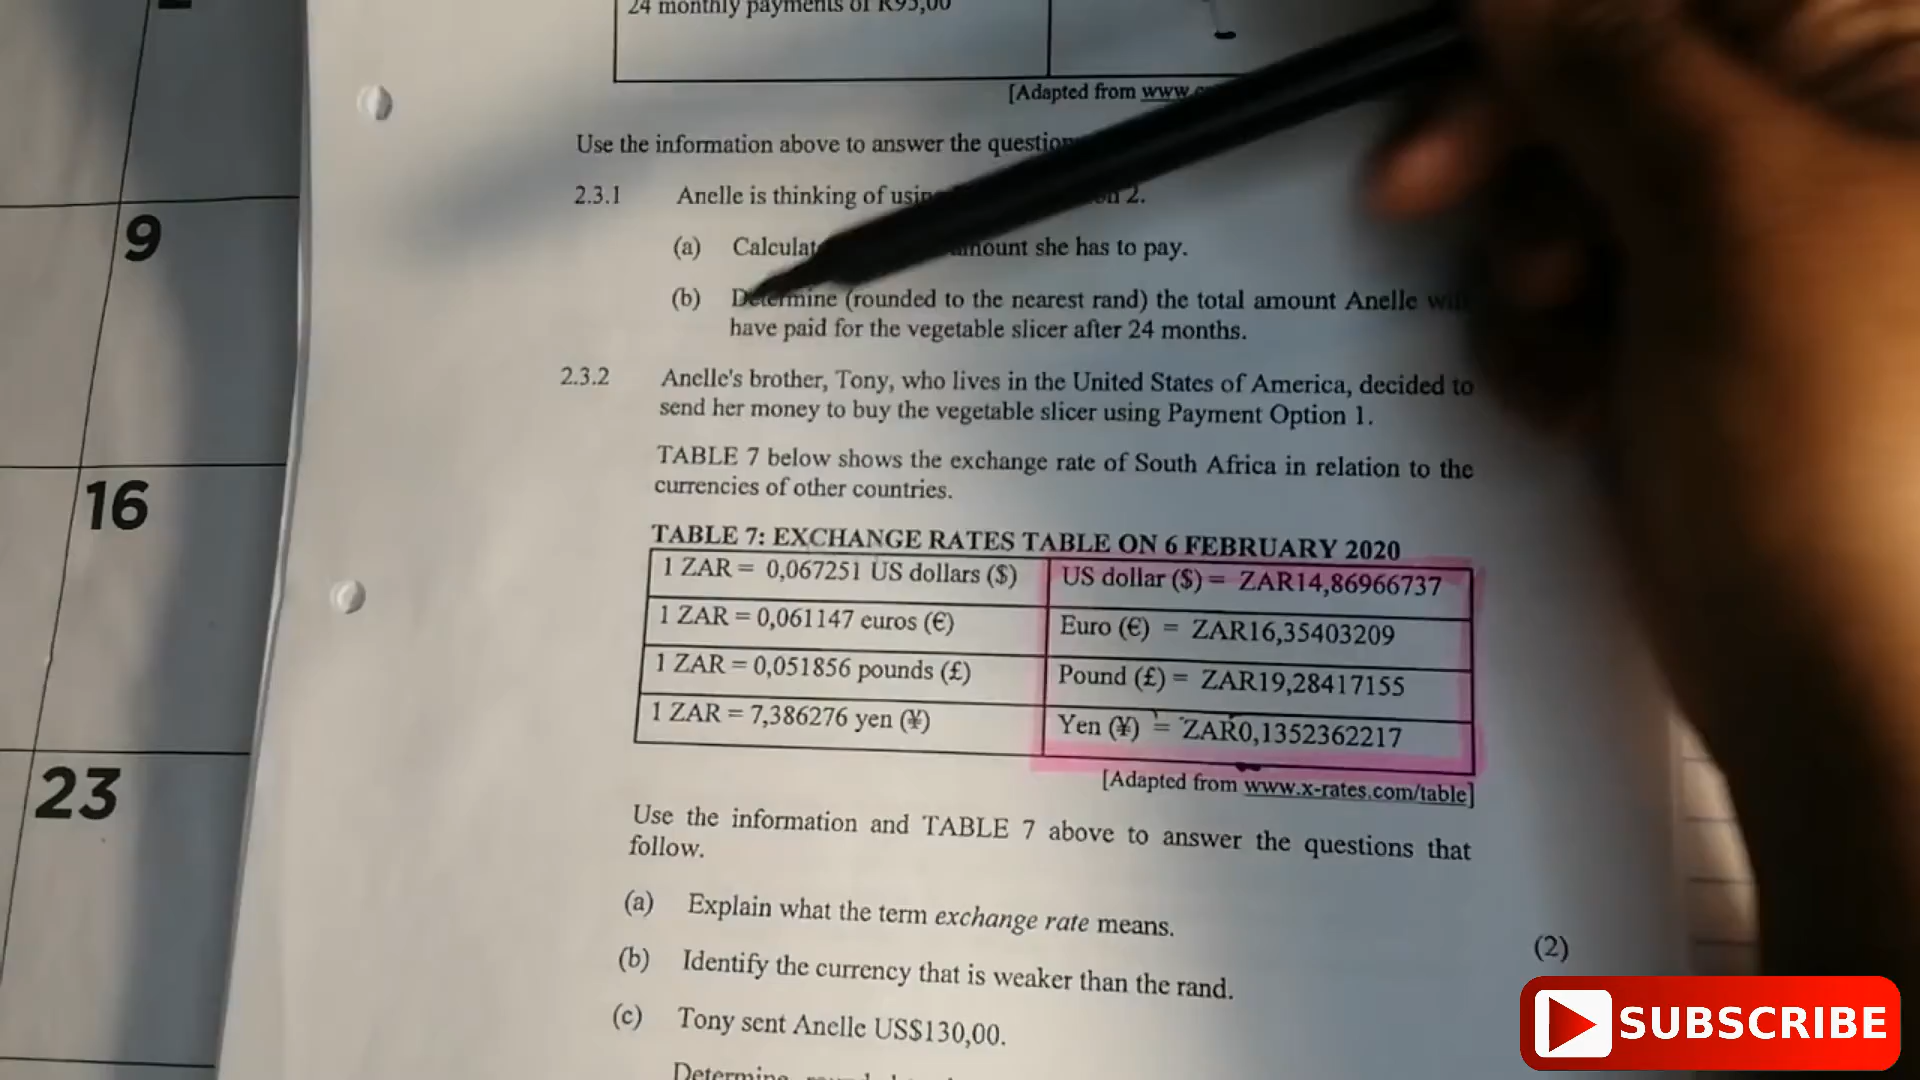 24 monthly payments of R95,00
[Adapted from www.
Use the information above to answer the question
2.3.1 Anelle is thinking of using 2.
(a) Calculate amount she has to pay.
(b) Determine (rounded to the nearest rand) the total amount Anelle will
have paid for the vegetable slicer after 24 months.
2.3.2 Anelle's brother, Tony, who lives in the United States of America, decided to
send her money to buy the vegetable slicer using Payment Option 1.
TABLE 7 below shows the exchange rate of South Africa in relation to the
currencies of other countries.
TABLE 7: EXCHANGE RATES TABLE ON 6 FEBRUARY 2020
1 ZAR = 0,067251 US dollars ($) US dollar ($) = ZAR14,86966737
1 ZAR = 0,061147 euros (€) Euro (€) = ZAR16,35403209
1 ZAR = 0,051856 pounds (£) Pound (£) = ZAR19,28417155
1 ZAR = 7,386276 yen (¥) Yen (¥) = ZAR0,1352362217
[Adapted from www.x-rates.com/table]
Use the information and TABLE 7 above to answer the questions that
follow.
(a) Explain what the term exchange rate means.
(2)
(b) Identify the currency that is weaker than the rand.
(c) Tony sent Anelle US$130,00.
Determine
9
16
23
SUBSCRIBE